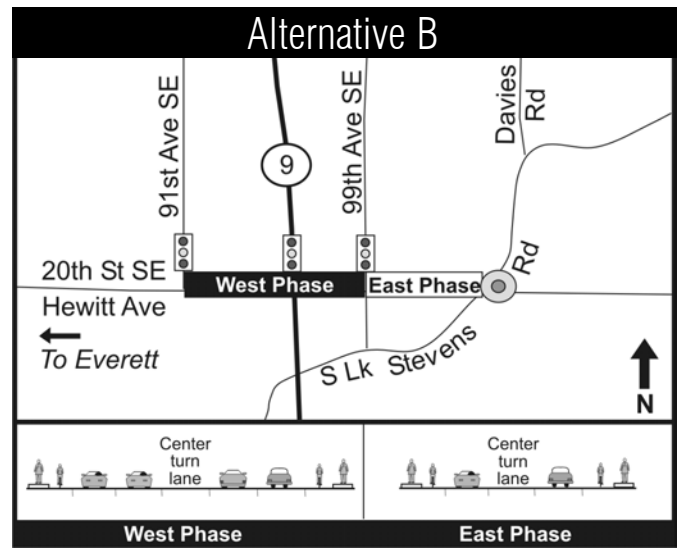 Alternative B
91st Ave SE
9
99th Ave SE
Davies
Rd
20th St SE
Hewitt Ave
To Everett
West Phase
East Phase
S Lk Stevens
Rd
N
Center
turn
lane
Center
turn
lane
West Phase
East Phase